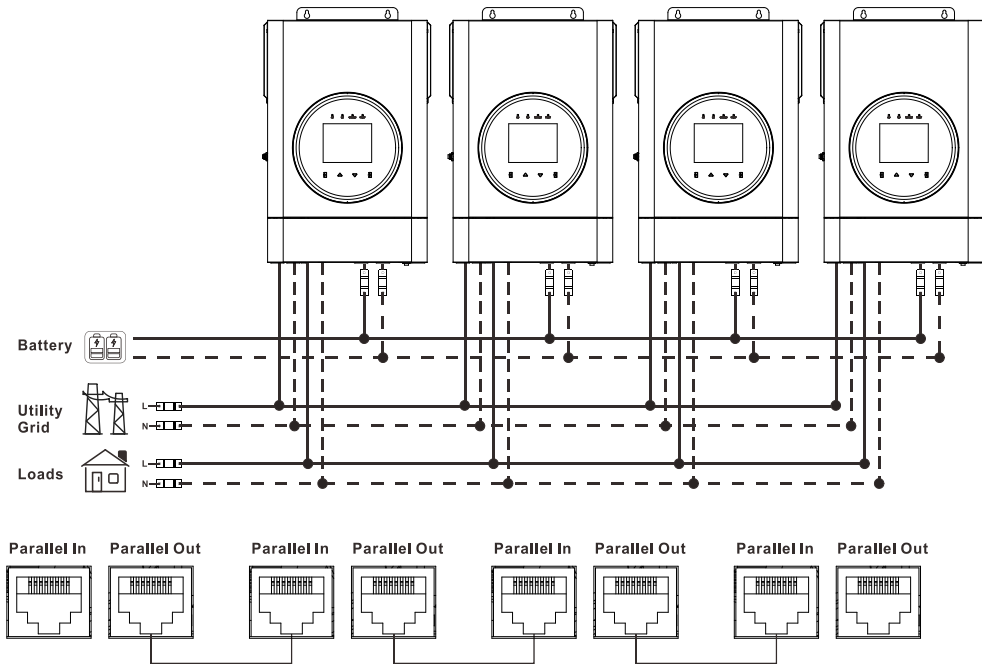 Battery
Utility
Grid
L
N
Loads
L
N
Parallel In Parallel Out Parallel In Parallel Out Parallel In Parallel Out Parallel In Parallel Out